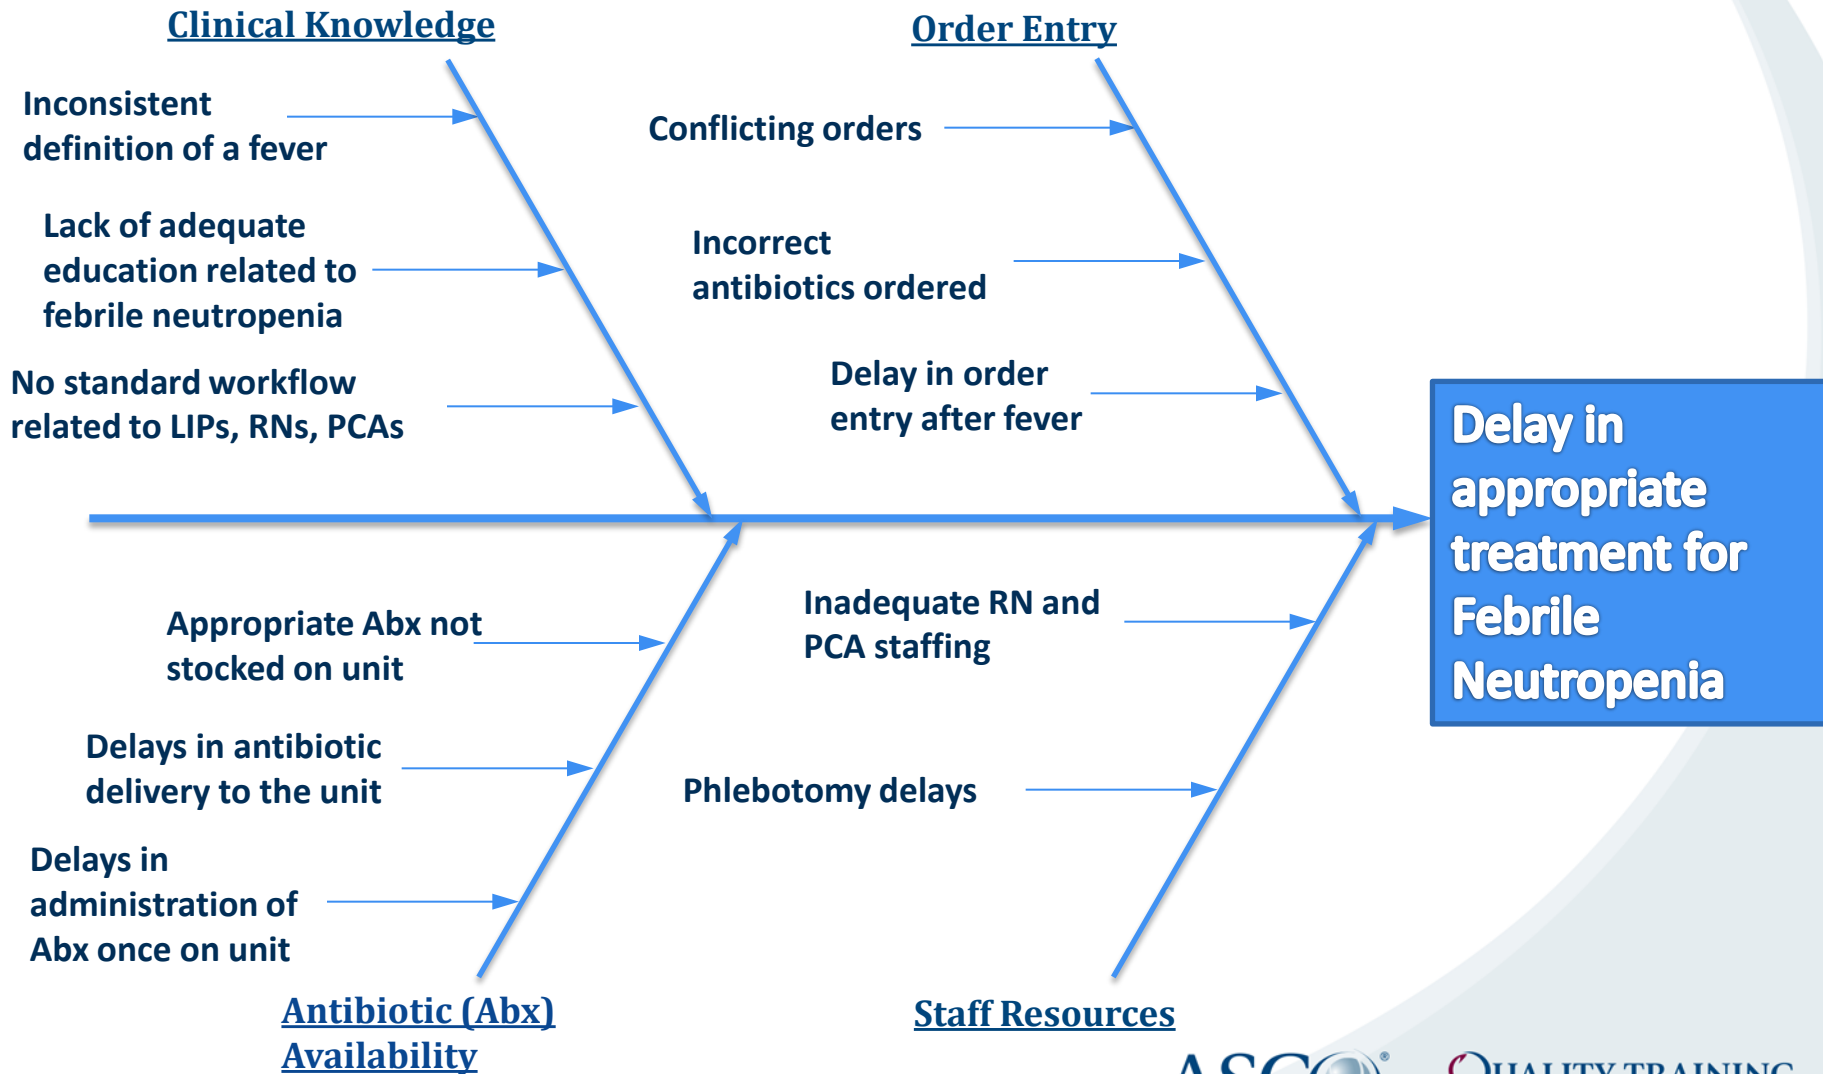 Clinical Knowledge
Inconsistent
definition of a fever
Lack of adequate
education related to
febrile neutropenia
No standard workflow
related to LIPs, RNs, PCAs
Order Entry
Conflicting orders
Incorrect
antibiotics ordered
Delay in order
entry after fever
Appropriate Abx not
stocked on unit
Delays in antibiotic
delivery to the unit
Delays in
administration of
Abx once on unit
Antibiotic (Abx)
Availability
Inadequate RN and
PCA staffing
Phlebotomy delays
Staff Resources
Delay in
appropriate
treatment for
Febrile
Neutropenia
ASCO®
QUALITY TRAINING